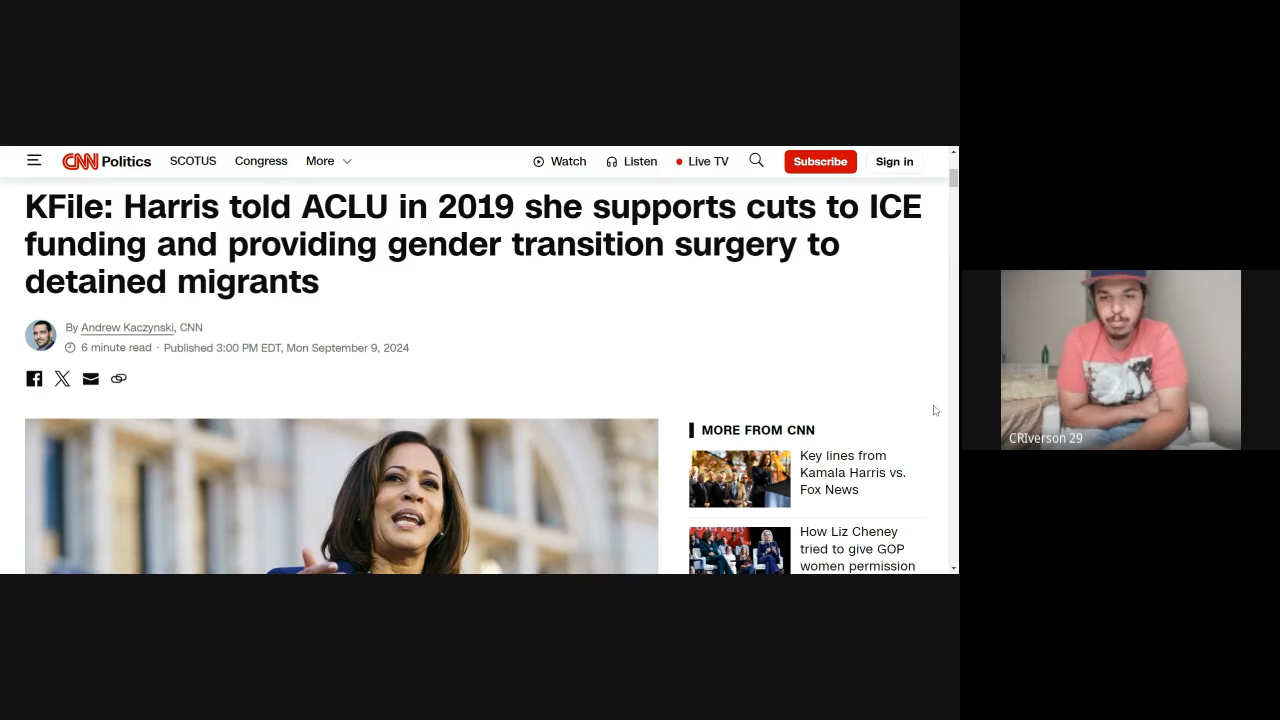 CNN Politics SCOTUS Congress More Watch Listen Live TV Subscribe Sign in
KFile: Harris told ACLU in 2019 she supports cuts to ICE
funding and providing gender transition surgery to
detained migrants
By Andrew Kaczynski, CNN
6 minute read · Published 3:00 PM EDT, Mon September 9, 2024
MORE FROM CNN
Key lines from
Kamala Harris vs.
Fox News
How Liz Cheney
tried to give GOP
women permission
CRIverson 29